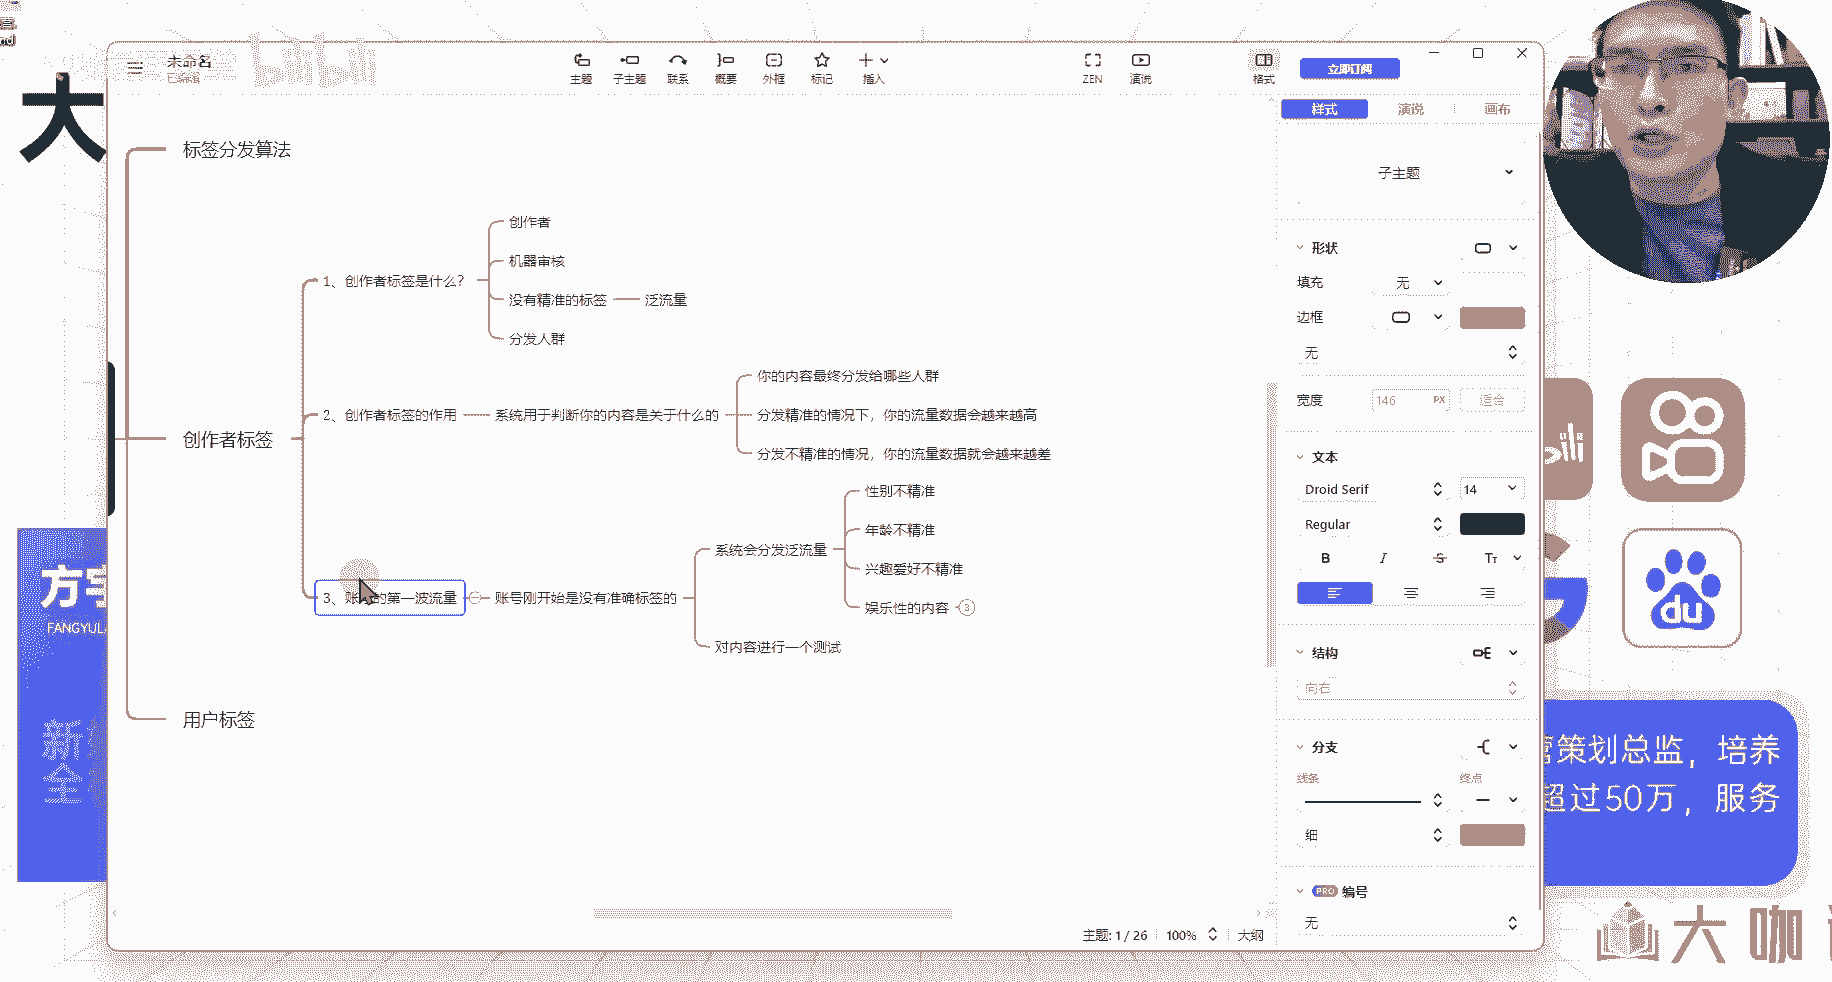 大
未命名
已编辑
bilibili
主题
子主题
联系
概要
外框
标记
插入
ZEN
演说
格式
立即订阅
样式
演说
画布
标签分发算法
创作者
机器审核
1、创作者标签是什么?
没有精准的标签
泛流量
分发人群
你的内容最终分发给哪些人群
2、创作者标签的作用
系统用于判断你的内容是关于什么的
分发精准的情况下，你的流量数据会越来越高
创作者标签
分发不精准的情况，你的流量数据就会越来越差
性别不精准
年龄不精准
系统会分发泛流量
兴趣爱好不精准
3、账号的第一波流量
账号刚开始是没有准确标签的
娱乐性的内容
3
对内容进行一个测试
用户标签
子主题
形状
填充
无
边框
无
宽度
146
PX
适合
文本
Droid Serif
14
Regular
B
I
S
Tт
结构
向右
分支
线条
终点
细
PRO
编号
无
主题: 1 / 26
100%
大纲
FANGYUL
新
全
du
策划总监，培养
超过50万，服务
大咖